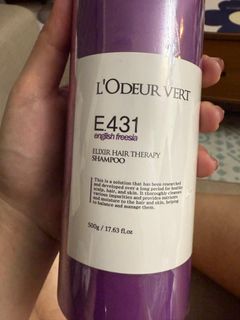 L'ODEUR VERT
E.431
english freesia
ELIXIR HAIR THERAPY
SHAMPOO
This is a solution that has been researched
and developed over a long period for healthy
scalp, hair, and skin. It thoroughly cleanses
various impurities and provides nutrients
and moisture to the hair and skin, helping
to balance and manage them.
500g / 17.63 fl.oz